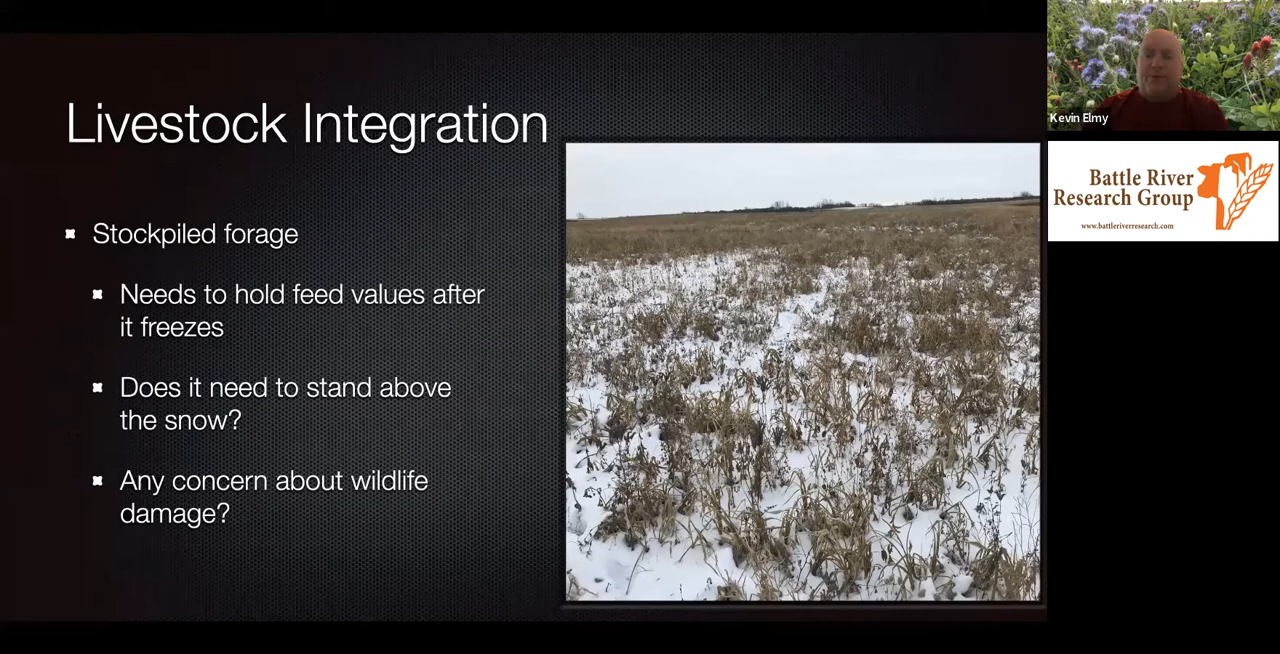 Livestock Integration
Stockpiled forage
Needs to hold feed values after
it freezes
Does it need to stand above
the snow?
Any concern about wildlife
damage?
Kevin Elmy
Battle River
Research Group
www.battleriverresearch.com